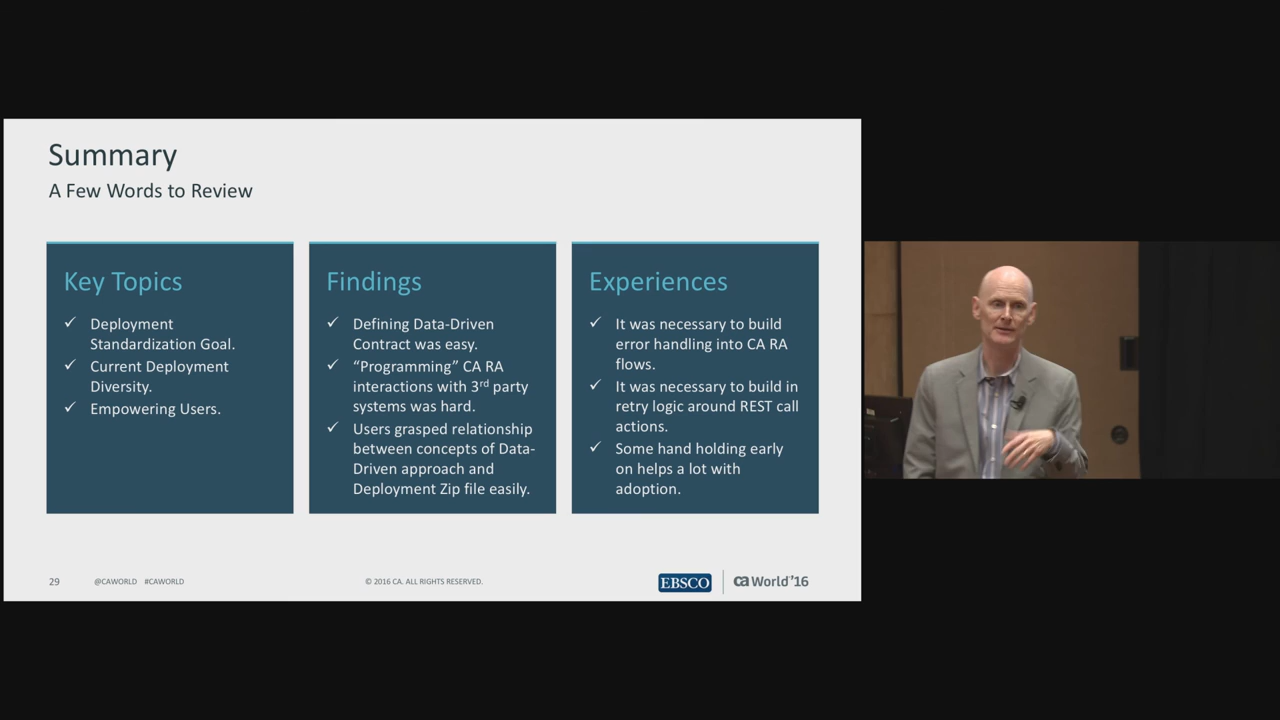 Summary
A Few Words to Review
Key Topics
✓ Deployment
Standardization Goal.
✓ Current Deployment
Diversity.
✓ Empowering Users.
Findings
✓ Defining Data-Driven
Contract was easy.
✓ “Programming” CA RA
interactions with 3rd party
systems was hard.
✓ Users grasped relationship
between concepts of Data-
Driven approach and
Deployment Zip file easily.
Experiences
✓ It was necessary to build
error handling into CA RA
flows.
✓ It was necessary to build in
retry logic around REST call
actions.
✓ Some hand holding early
on helps a lot with
adoption.
29 @CAWORLD #CAWORLD © 2016 CA. ALL RIGHTS RESERVED. EBSCO ca World’16